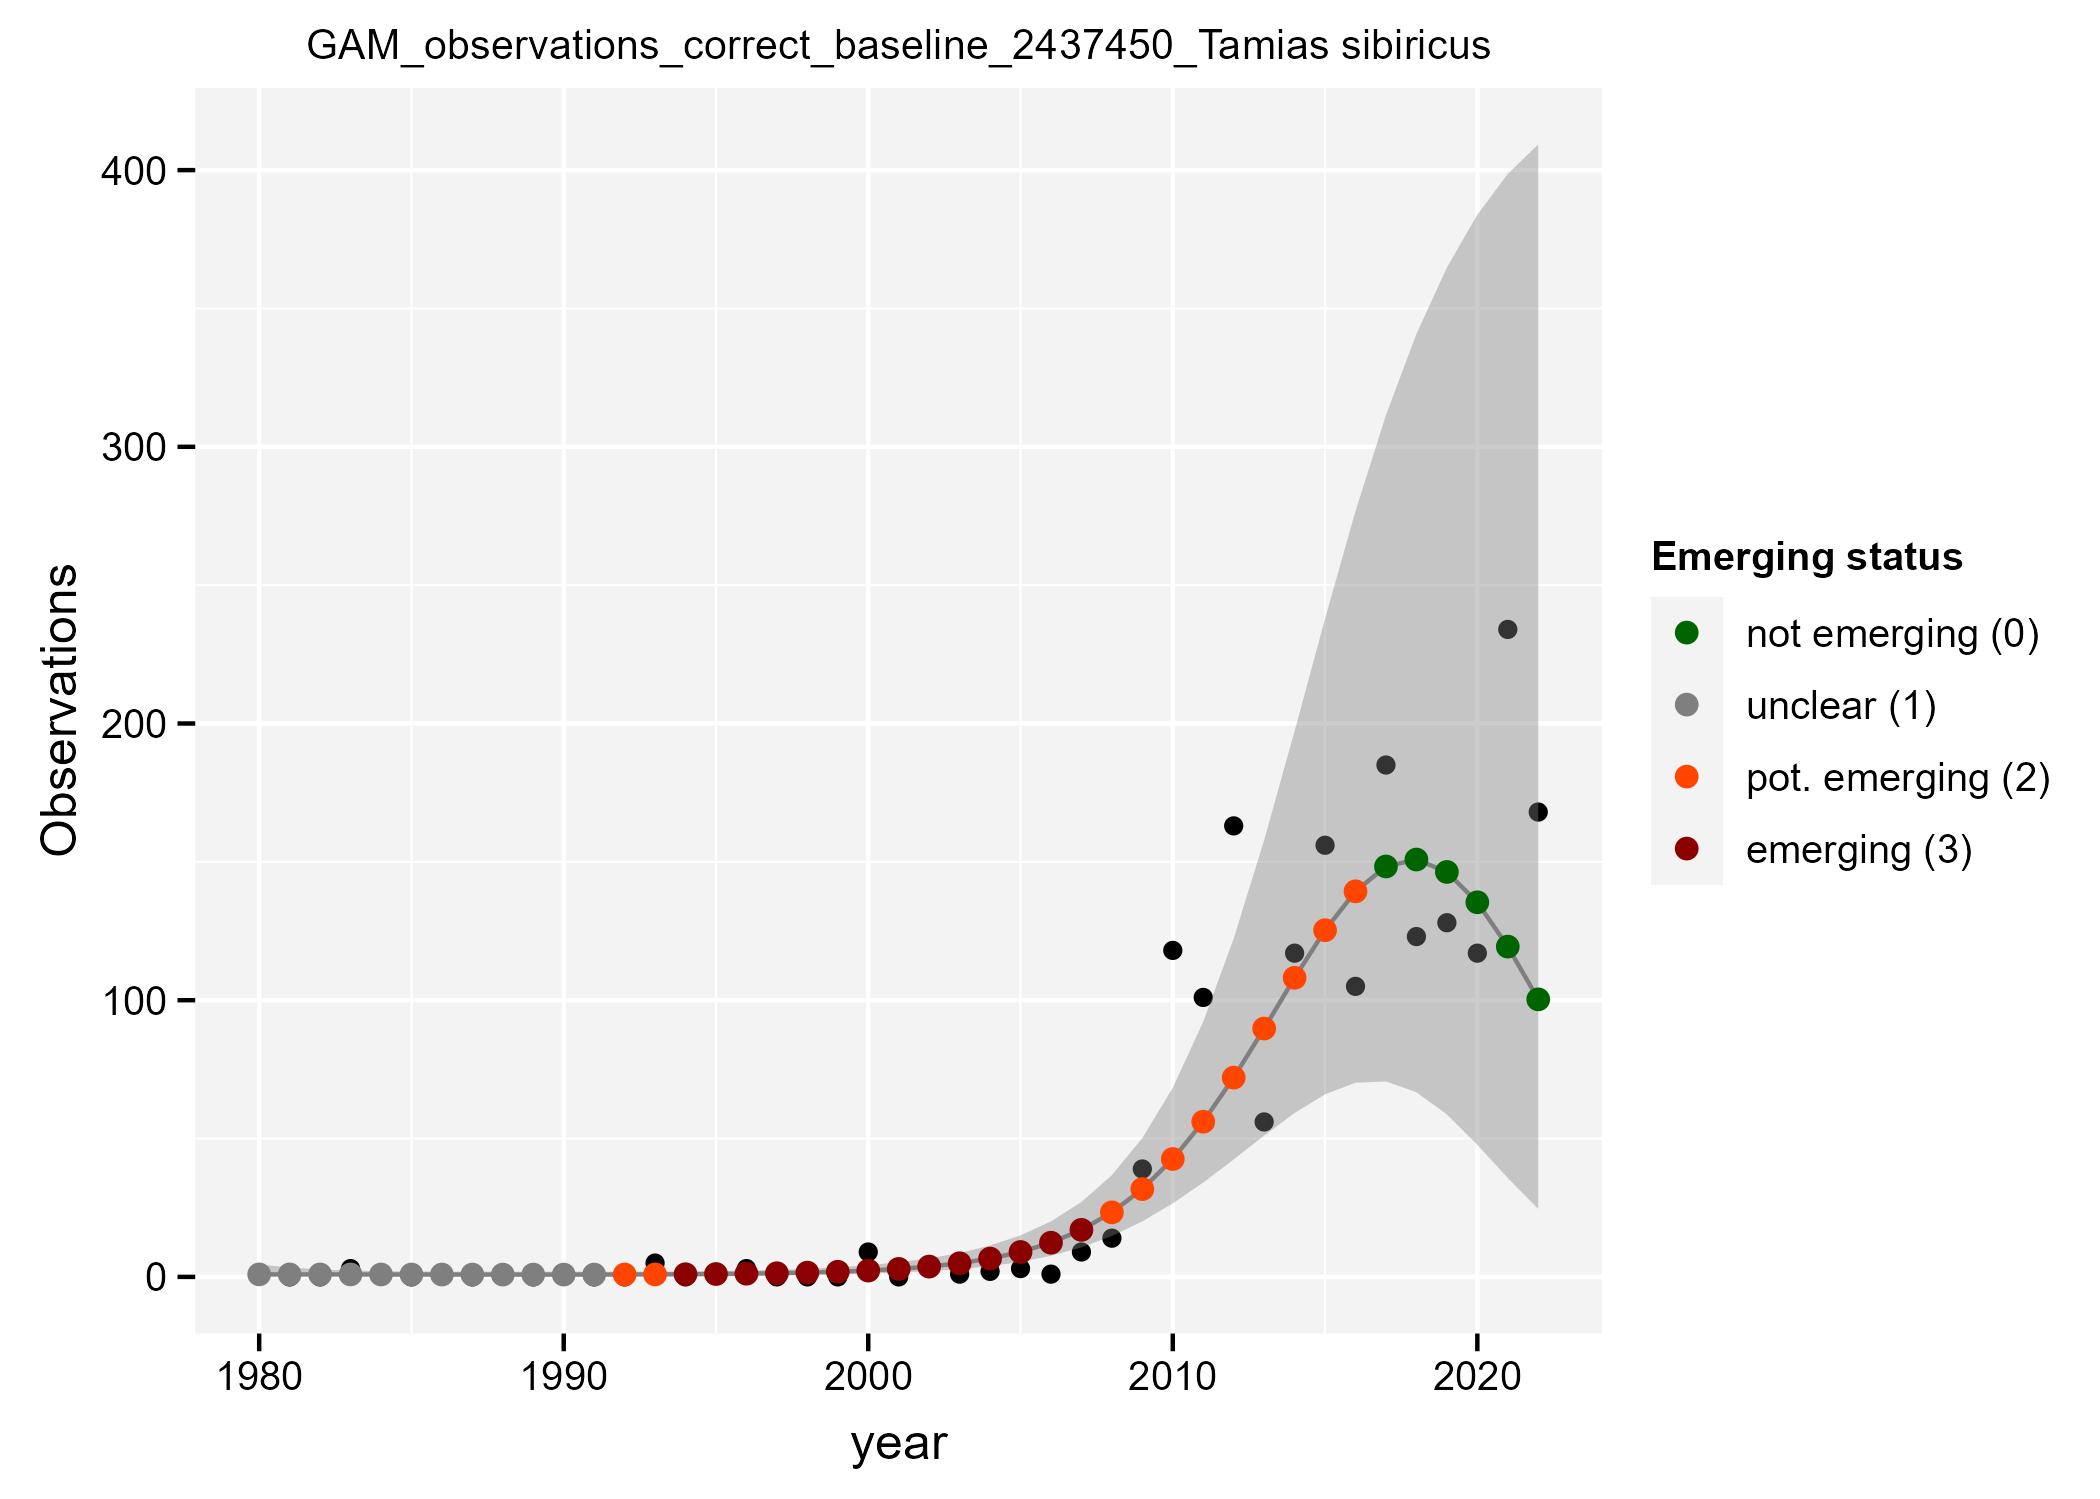 GAM_observations_correct_baseline_2437450_Tamias sibiricus
Observations
400
300
200
100
0
1980
1990
2000
2010
2020
year
Emerging status
not emerging (0)
unclear (1)
pot. emerging (2)
emerging (3)